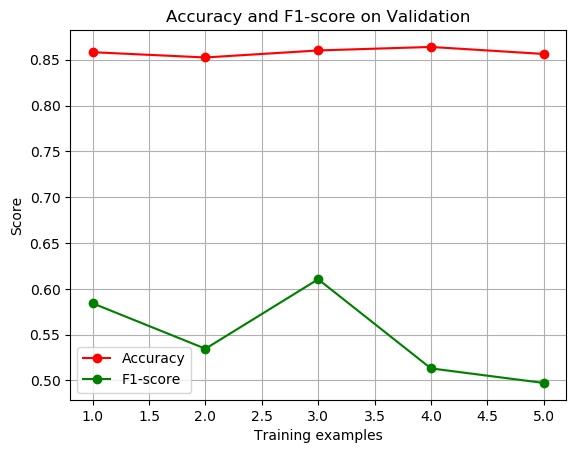 Accuracy and F1-score on Validation
0.85
0.80
0.75
0.70
0.65
0.60
0.55
0.50
Score
Accuracy
F1-score
1.0 1.5 2.0 2.5 3.0 3.5 4.0 4.5 5.0
Training examples